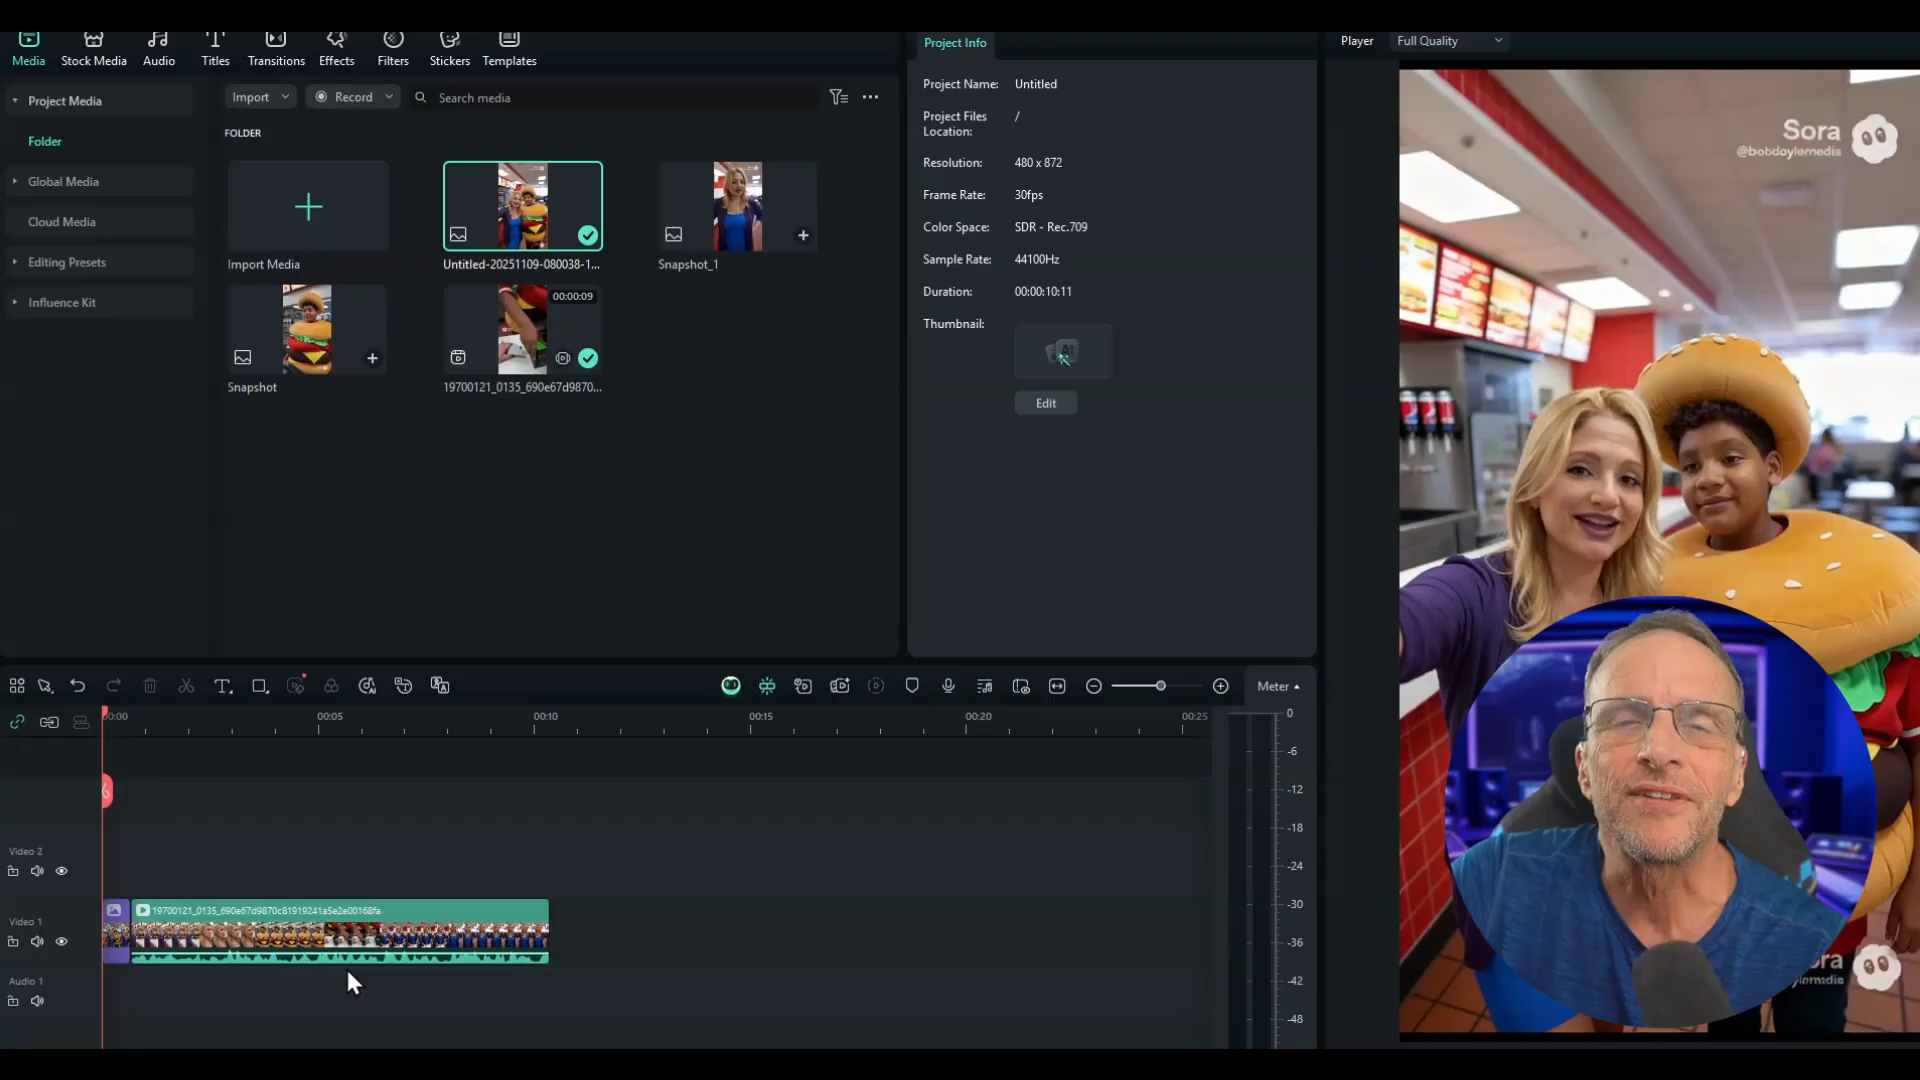 Media
Stock Media
Audio
Titles
Transitions
Effects
Filters
Stickers
Templates
Project Media
Folder
Global Media
Cloud Media
Editing Presets
Influence Kit
Import
Record
Search media
FOLDER
Import Media
Untitled-20251109-080038-1...
Snapshot_1
Snapshot
00:00:09
19700121_0135_690e67d9870...
Project Info
Project Name: Untitled
Project Files
Location: /
Resolution: 480 x 872
Frame Rate: 30fps
Color Space: SDR - Rec.709
Sample Rate: 44100Hz
Duration: 00:00:10:11
Thumbnail:
AI
Edit
Player
Full Quality
Sora
@bobdoylemedia
Meter
00:00
00:05
00:10
00:15
00:20
00:25
0
-6
-12
-18
-24
-30
-36
-42
-48
Video 2
Video 1
19700121_0135_690e67d9870c81919241a5e2e00168fa
Audio 1
ora
ylemedia